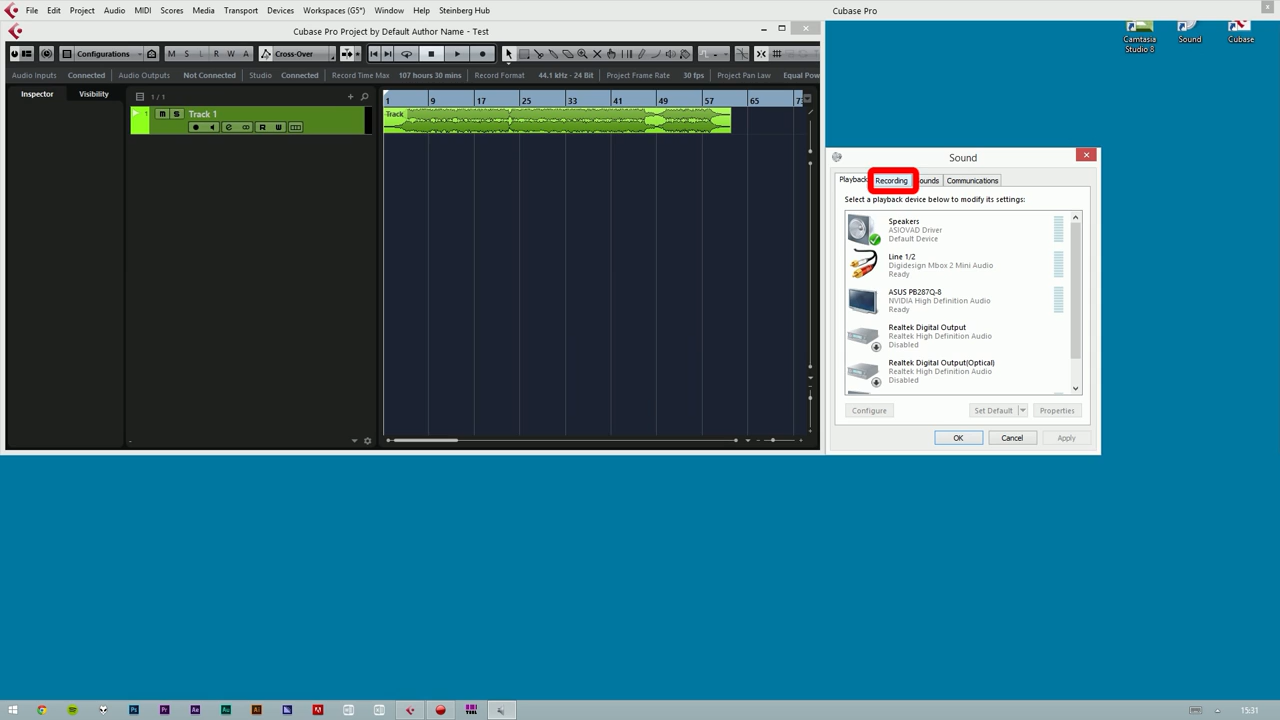 File Edit Project Audio MIDI Scores Media Transport Devices Workspaces (G5*) Window Help Steinberg Hub
Cubase Pro
Cubase Pro Project by Default Author Name - Test
Configurations M S L R W A Cross-Over
Audio Inputs Connected Audio Outputs Not Connected Studio Connected Record Time Max 107 hours 30 mins Record Format 44.1 kHz - 24 Bit Project Frame Rate 30 fps Project Pan Law Equal Pow
Inspector Visibility
1 / 1
1 9 17 25 33 41 49 57 65 73
1 M S Track 1
R W
Track
Camtasia Studio 8
Sound
Cubase
Sound
Playback Recording ounds Communications
Select a playback device below to modify its settings:
Speakers
ASIOVAD Driver
Default Device
Line 1/2
Digidesign Mbox 2 Mini Audio
Ready
ASUS PB287Q-8
NVIDIA High Definition Audio
Ready
Realtek Digital Output
Realtek High Definition Audio
Disabled
Realtek Digital Output(Optical)
Realtek High Definition Audio
Disabled
Configure Set Default Properties
OK Cancel Apply
Ps Pr Ae Au Ai
15:31